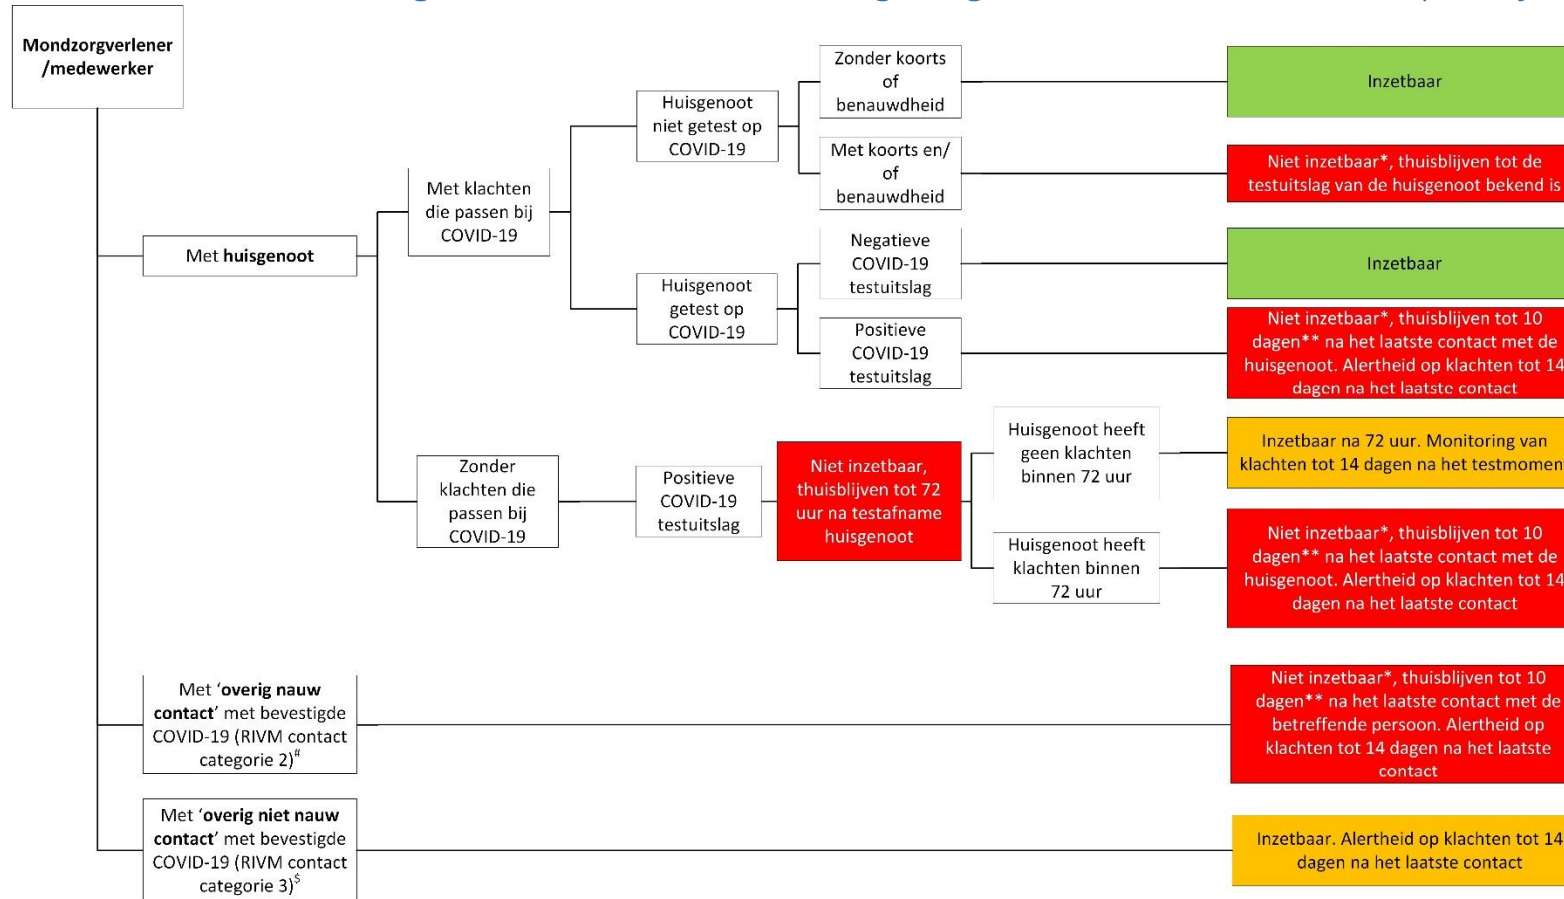 Mondzorgverlener
/medewerker
Met huisgenoot
Met klachten
die passen bij
COVID-19
Huisgenoot
niet getest op
COVID-19
Zonder koorts
of
benauwdheid
Inzetbaar
Met koorts en/
of
benauwdheid
Niet inzetbaar*, thuisblijven tot de
testuitslag van de huisgenoot bekend is
Huisgenoot
getest op
COVID-19
Negatieve
COVID-19
testuitslag
Inzetbaar
Positieve
COVID-19
testuitslag
Niet inzetbaar*, thuisblijven tot 10
dagen** na het laatste contact met de
huisgenoot. Alertheid op klachten tot 14
dagen na het laatste contact
Zonder
klachten die
passen bij
COVID-19
Positieve
COVID-19
testuitslag
Niet inzetbaar,
thuisblijven tot 72
uur na testafname
huisgenoot
Huisgenoot heeft
geen klachten
binnen 72 uur
Inzetbaar na 72 uur. Monitoring van
klachten tot 14 dagen na het testmomen
Huisgenoot heeft
klachten binnen
72 uur
Niet inzetbaar*, thuisblijven tot 10
dagen** na het laatste contact met de
huisgenoot. Alertheid op klachten tot 14
dagen na het laatste contact
Met ‘overig nauw
contact’ met bevestigde
COVID-19 (RIVM contact
categorie 2)#
Niet inzetbaar*, thuisblijven tot 10
dagen** na het laatste contact met de
betreffende persoon. Alertheid op
klachten tot 14 dagen na het laatste
contact
Met ‘overig niet nauw
contact’ met bevestigde
COVID-19 (RIVM contact
categorie 3)$
Inzetbaar. Alertheid op klachten tot 14
dagen na het laatste contact